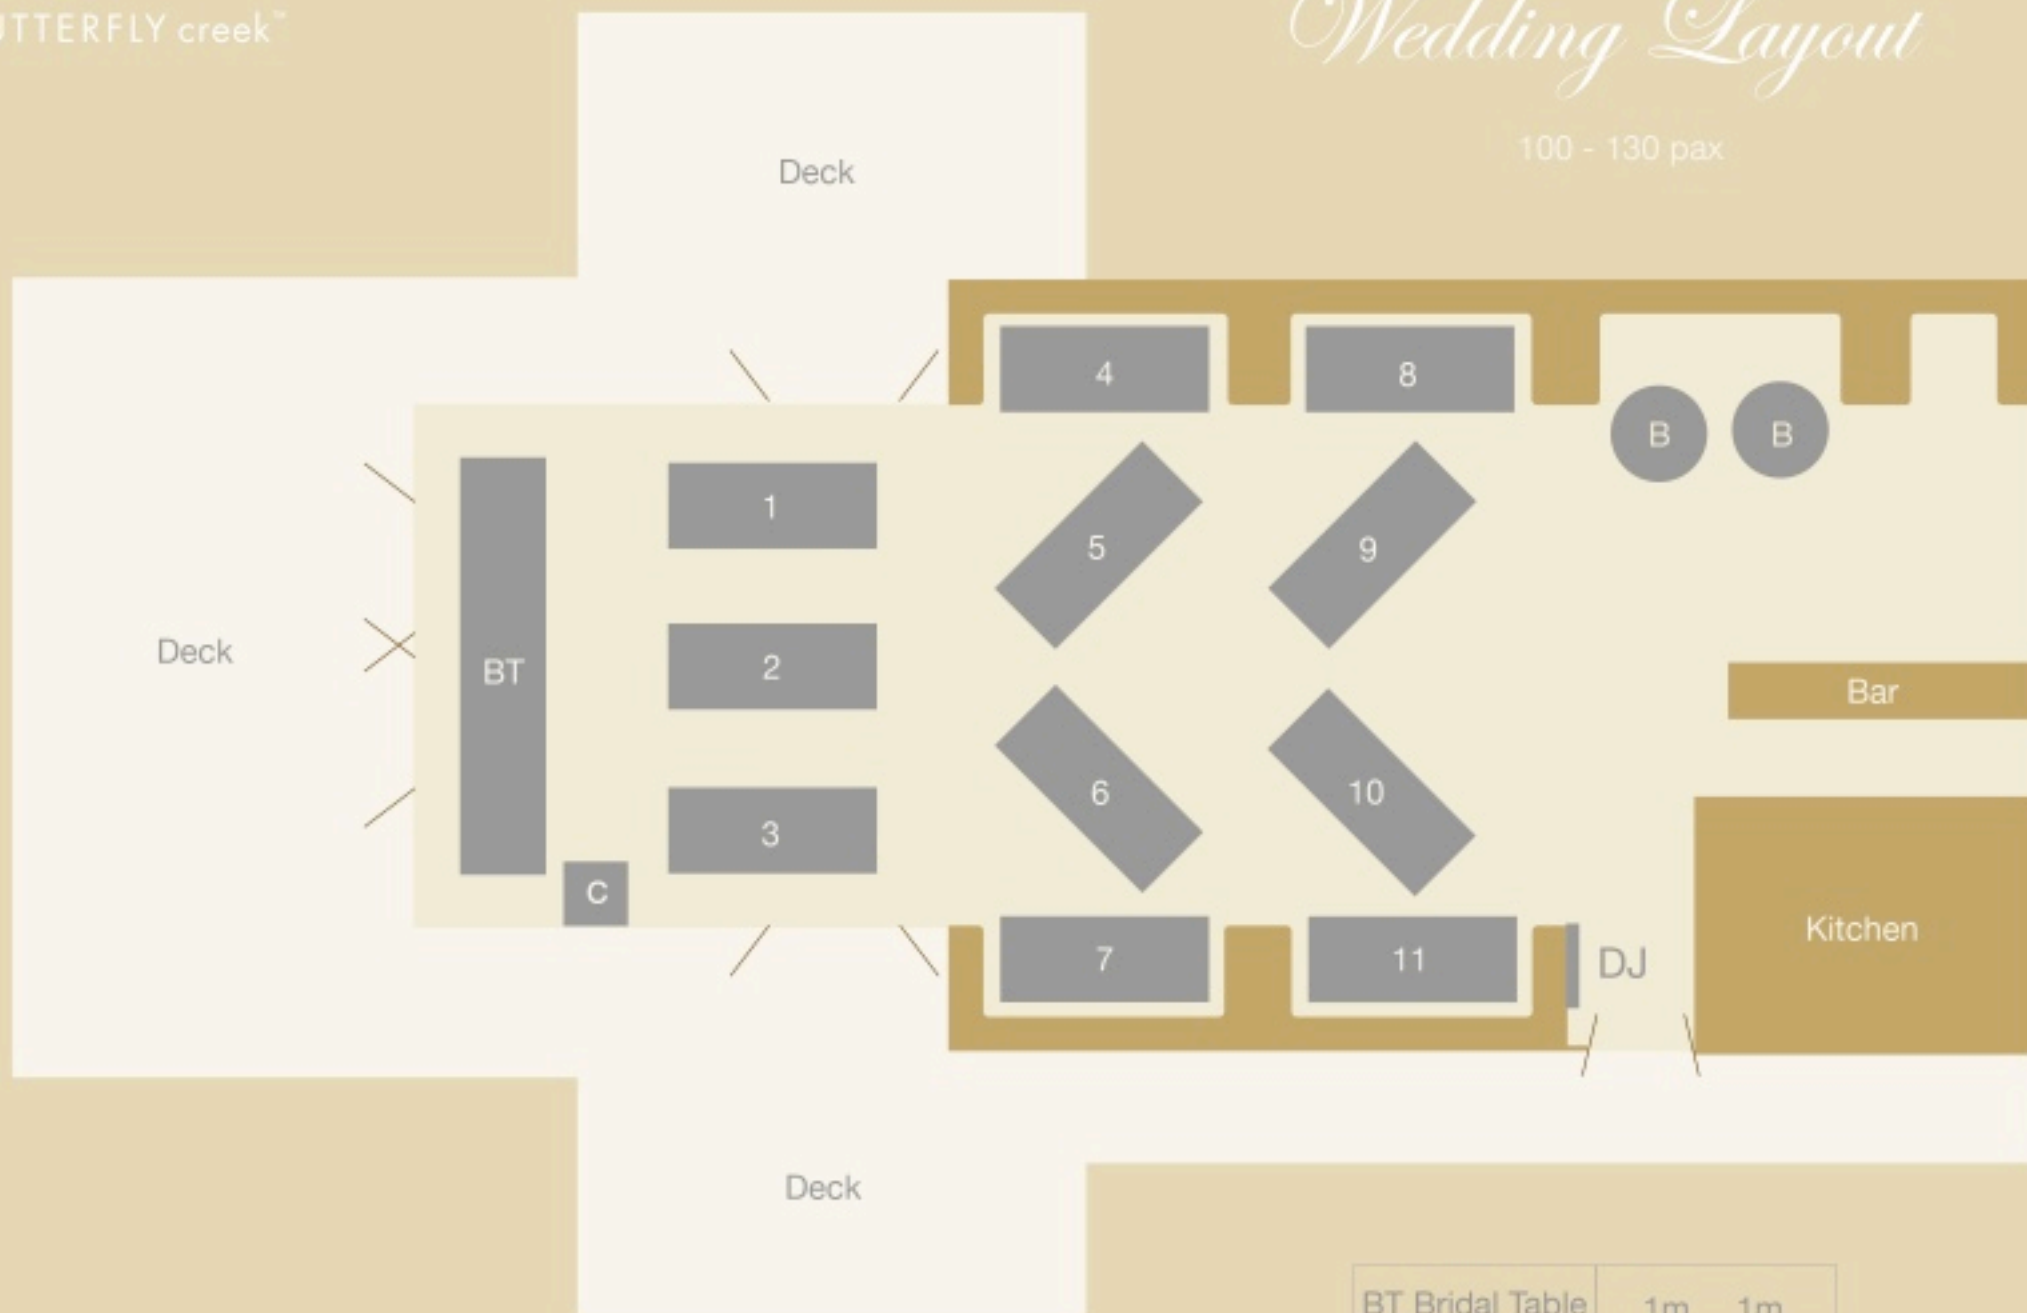 UTTERFLY creek™
Wedding Layout
100 - 130 pax
Deck
4
8
B
B
1
5
9
Deck
BT
2
Bar
3
6
10
C
7
11
DJ
Kitchen
Deck
BT Bridal Table
1m
1m